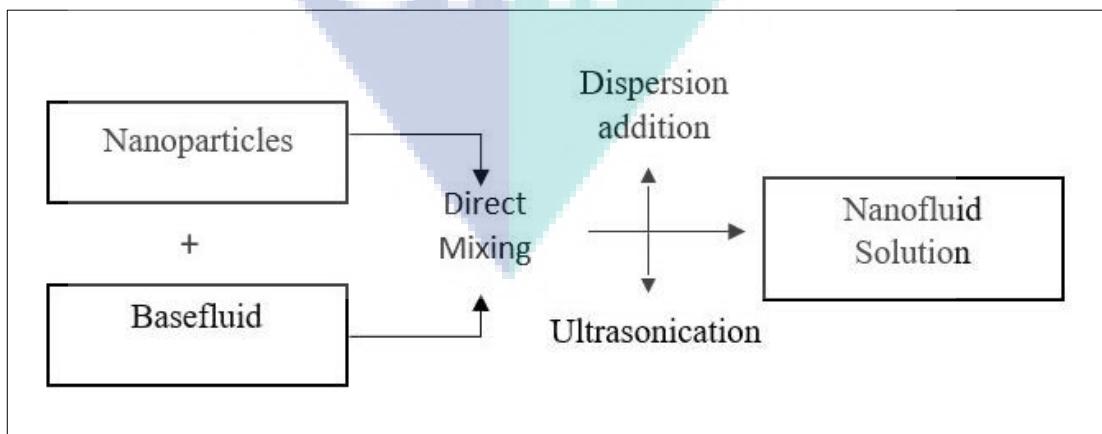 Nanoparticles
+
Basefluid
Direct
Mixing
Dispersion
addition
Ultrasonication
Nanofluid
Solution